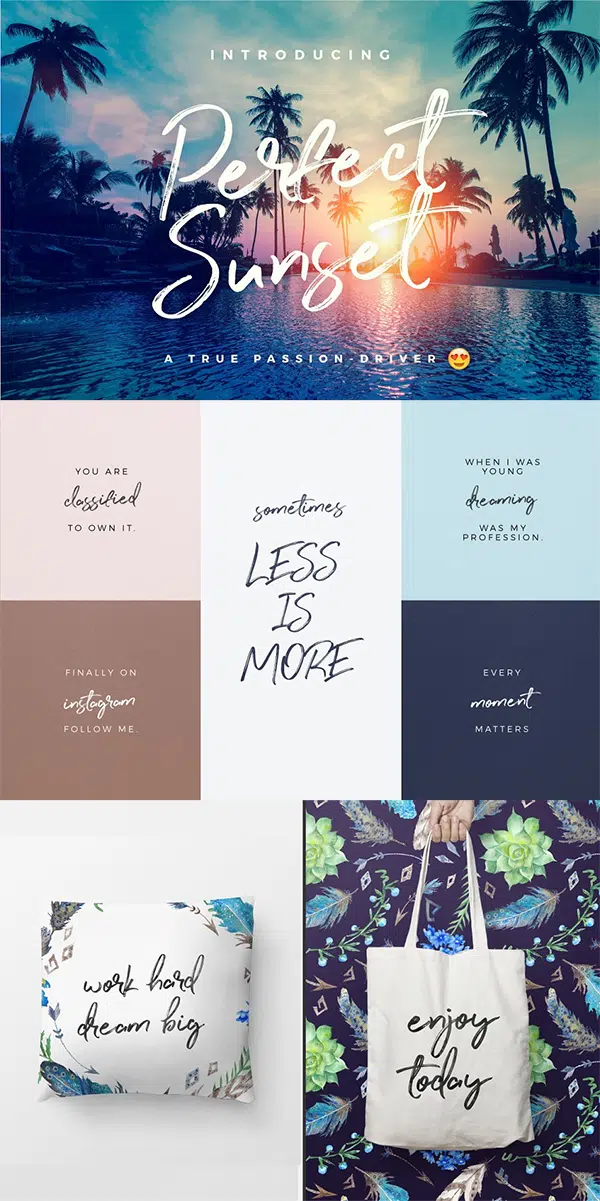 INTRODUCING
Perfect
Sunset
A TRUE PASSION-DRIVER 😍
YOU ARE
classified
TO OWN IT.
FINALLY ON
instagram
FOLLOW ME.
sometimes
LESS
IS
MORE
WHEN I WAS
YOUNG
dreaming
WAS MY
PROFESSION.
EVERY
moment
MATTERS
work hard
dream big
enjoy
today